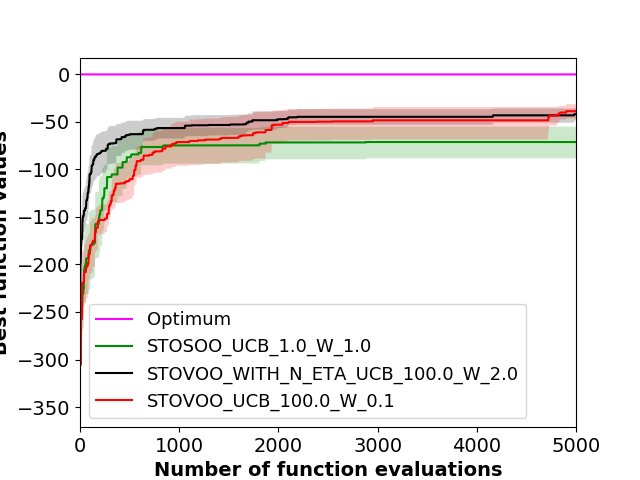 0
−50
−100
−150
−200
−250
−300
−350
Best function values
Optimum
STOSOO_UCB_1.0_W_1.0
STOVOO_WITH_N_ETA_UCB_100.0_W_2.0
STOVOO_UCB_100.0_W_0.1
0 1000 2000 3000 4000 5000
Number of function evaluations